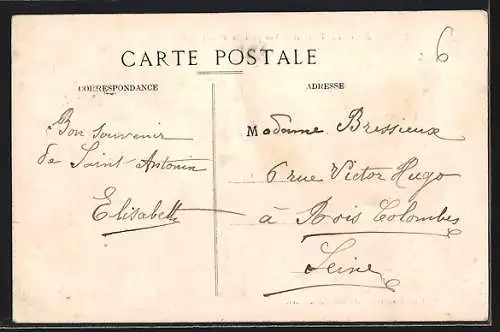 6
CARTE POSTALE
CORRESPONDANCE
ADRESSE
Bon souvenir
de Saint Antonin
Elisabeth
Madame Bressieux
6 rue Victor Hugo
à Bois Colombes
Seine